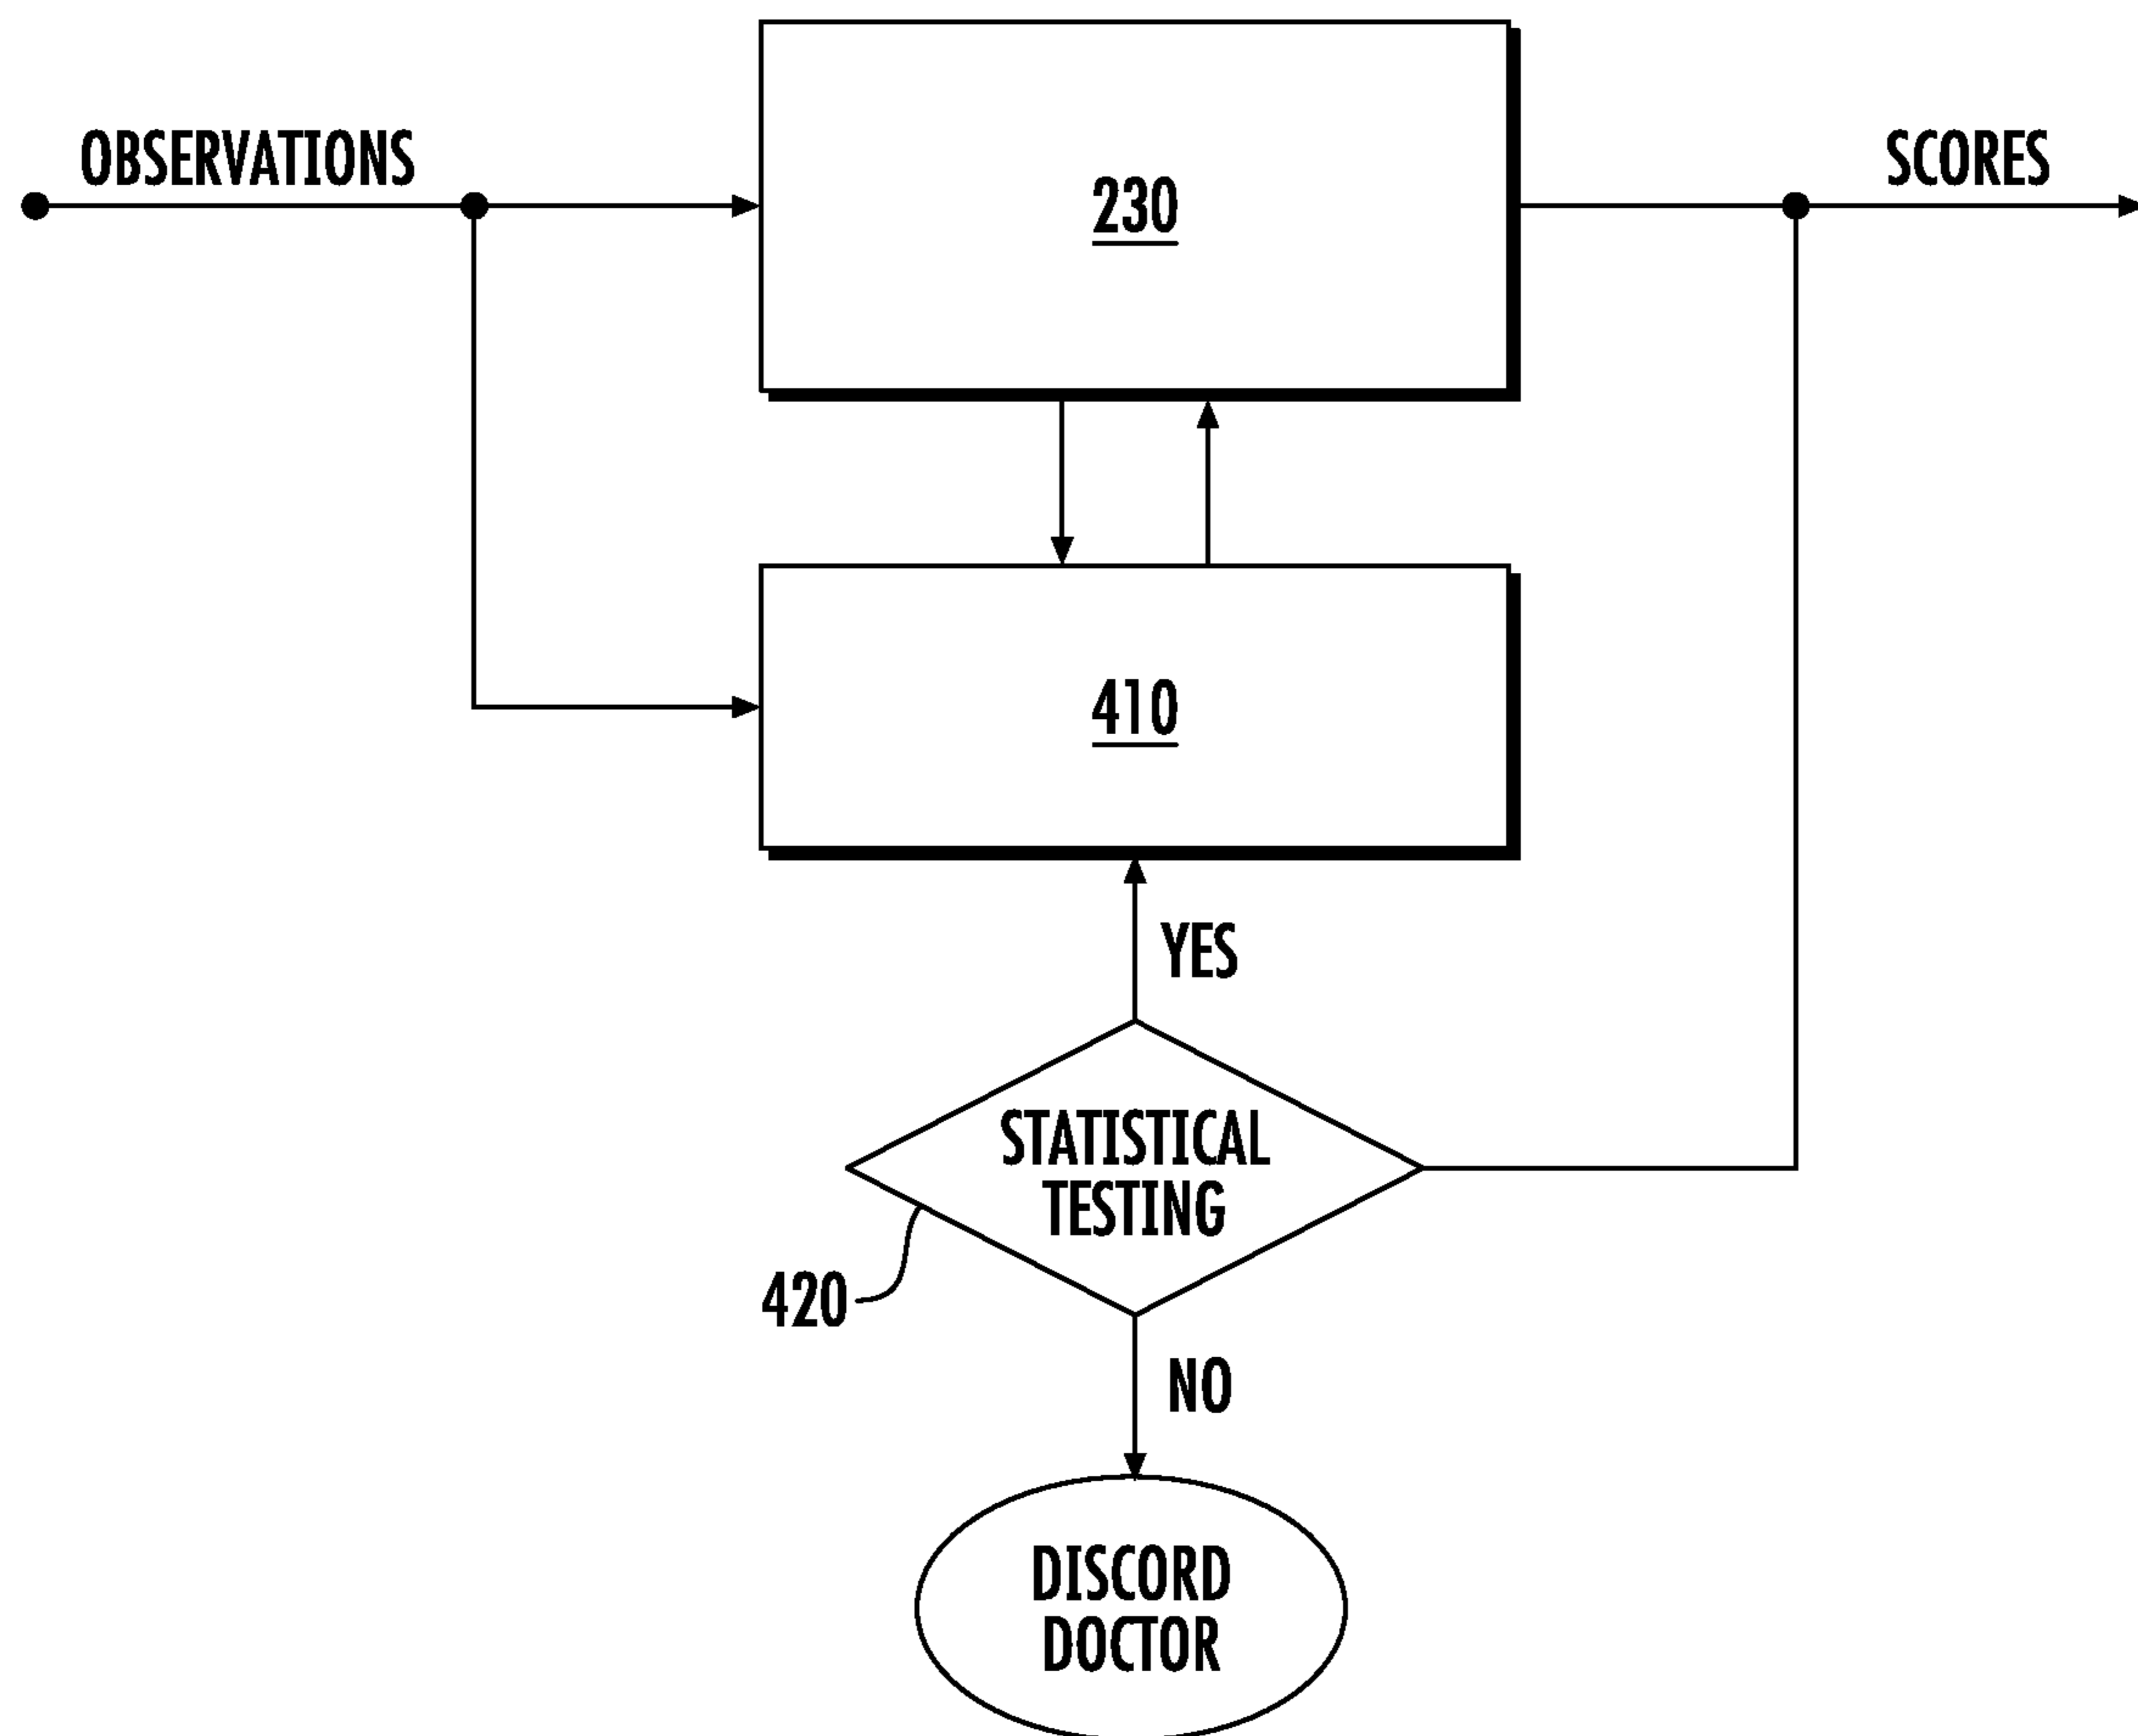 OBSERVATIONS
SCORES
230
410
YES
STATISTICAL
TESTING
420
NO
DISCORD
DOCTOR